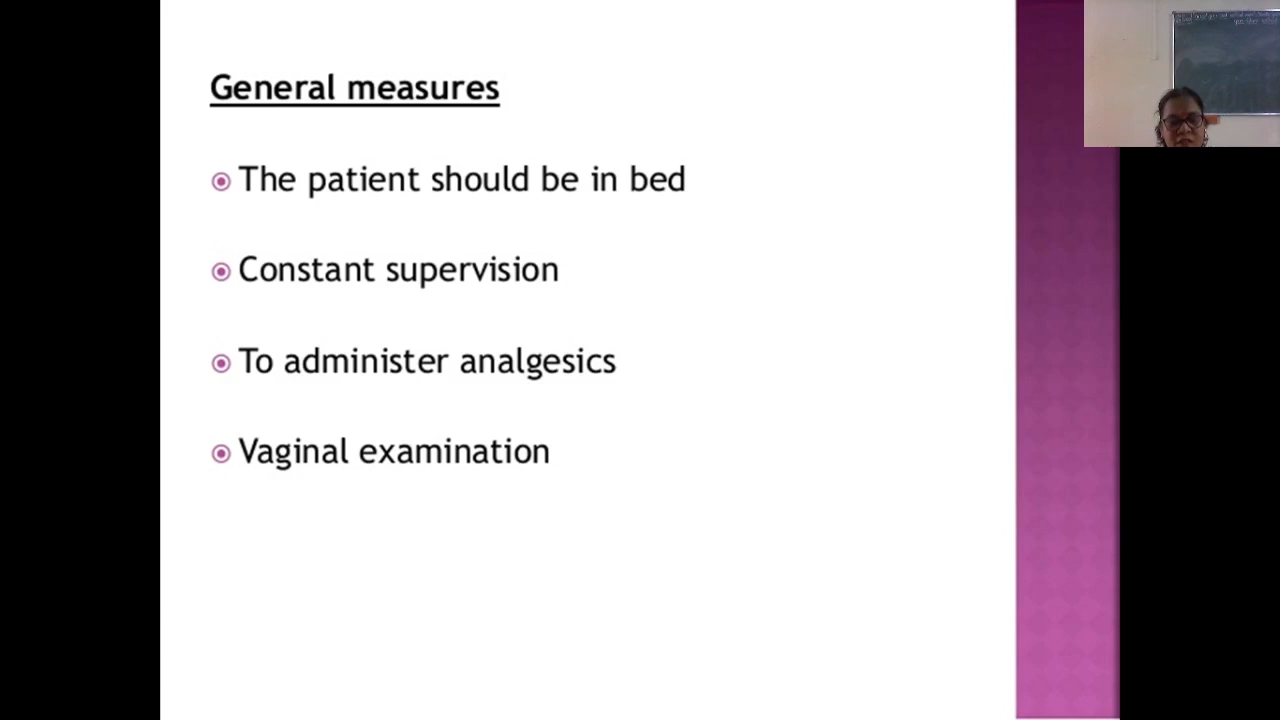 General measures
The patient should be in bed
Constant supervision
To administer analgesics
Vaginal examination